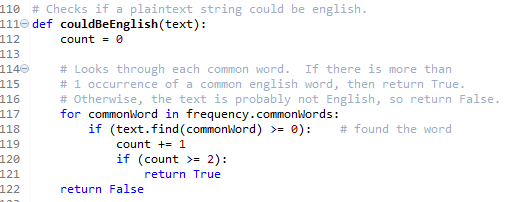 110 # Checks if a plaintext string could be english.
111 def couldBeEnglish(text):
112     count = 0
113
114     # Looks through each common word.  If there is more than
115     # 1 occurrence of a common english word, then return True.
116     # Otherwise, the text is probably not English, so return False.
117     for commonWord in frequency.commonWords:
118         if (text.find(commonWord) >= 0):    # found the word
119             count += 1
120             if (count >= 2):
121                 return True
122     return False